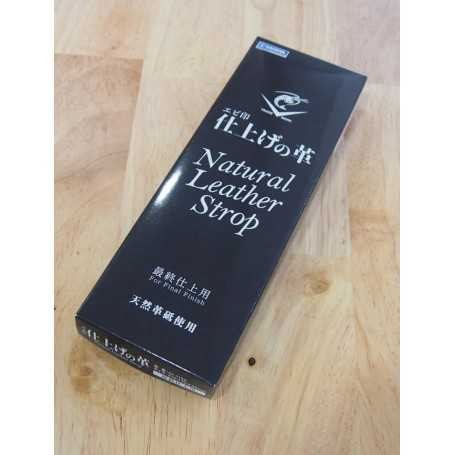 エビ印
仕上げの革
Natural
Leather
Strop
最終仕上用
For Final Finish
天然革砥使用
仕上げの革